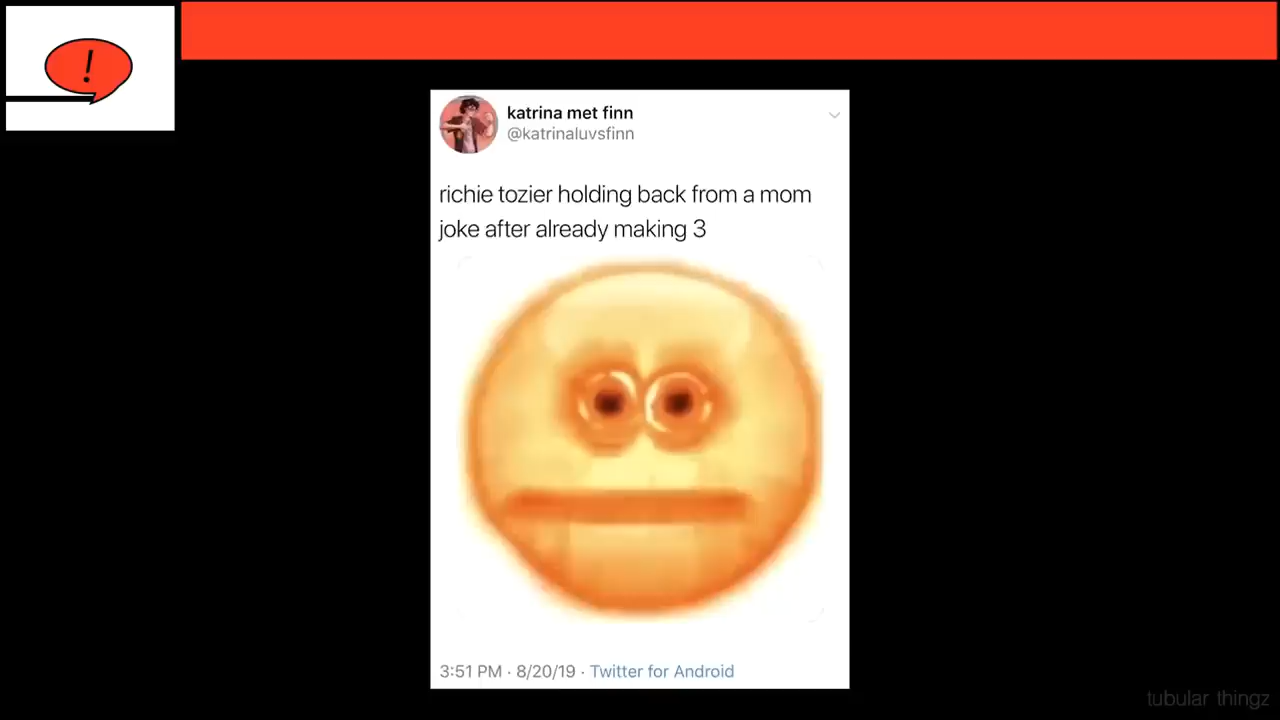 !
katrina met finn
@katrinaluvsfinn
richie tozier holding back from a mom
joke after already making 3
3:51 PM · 8/20/19 · Twitter for Android
tubular thingz